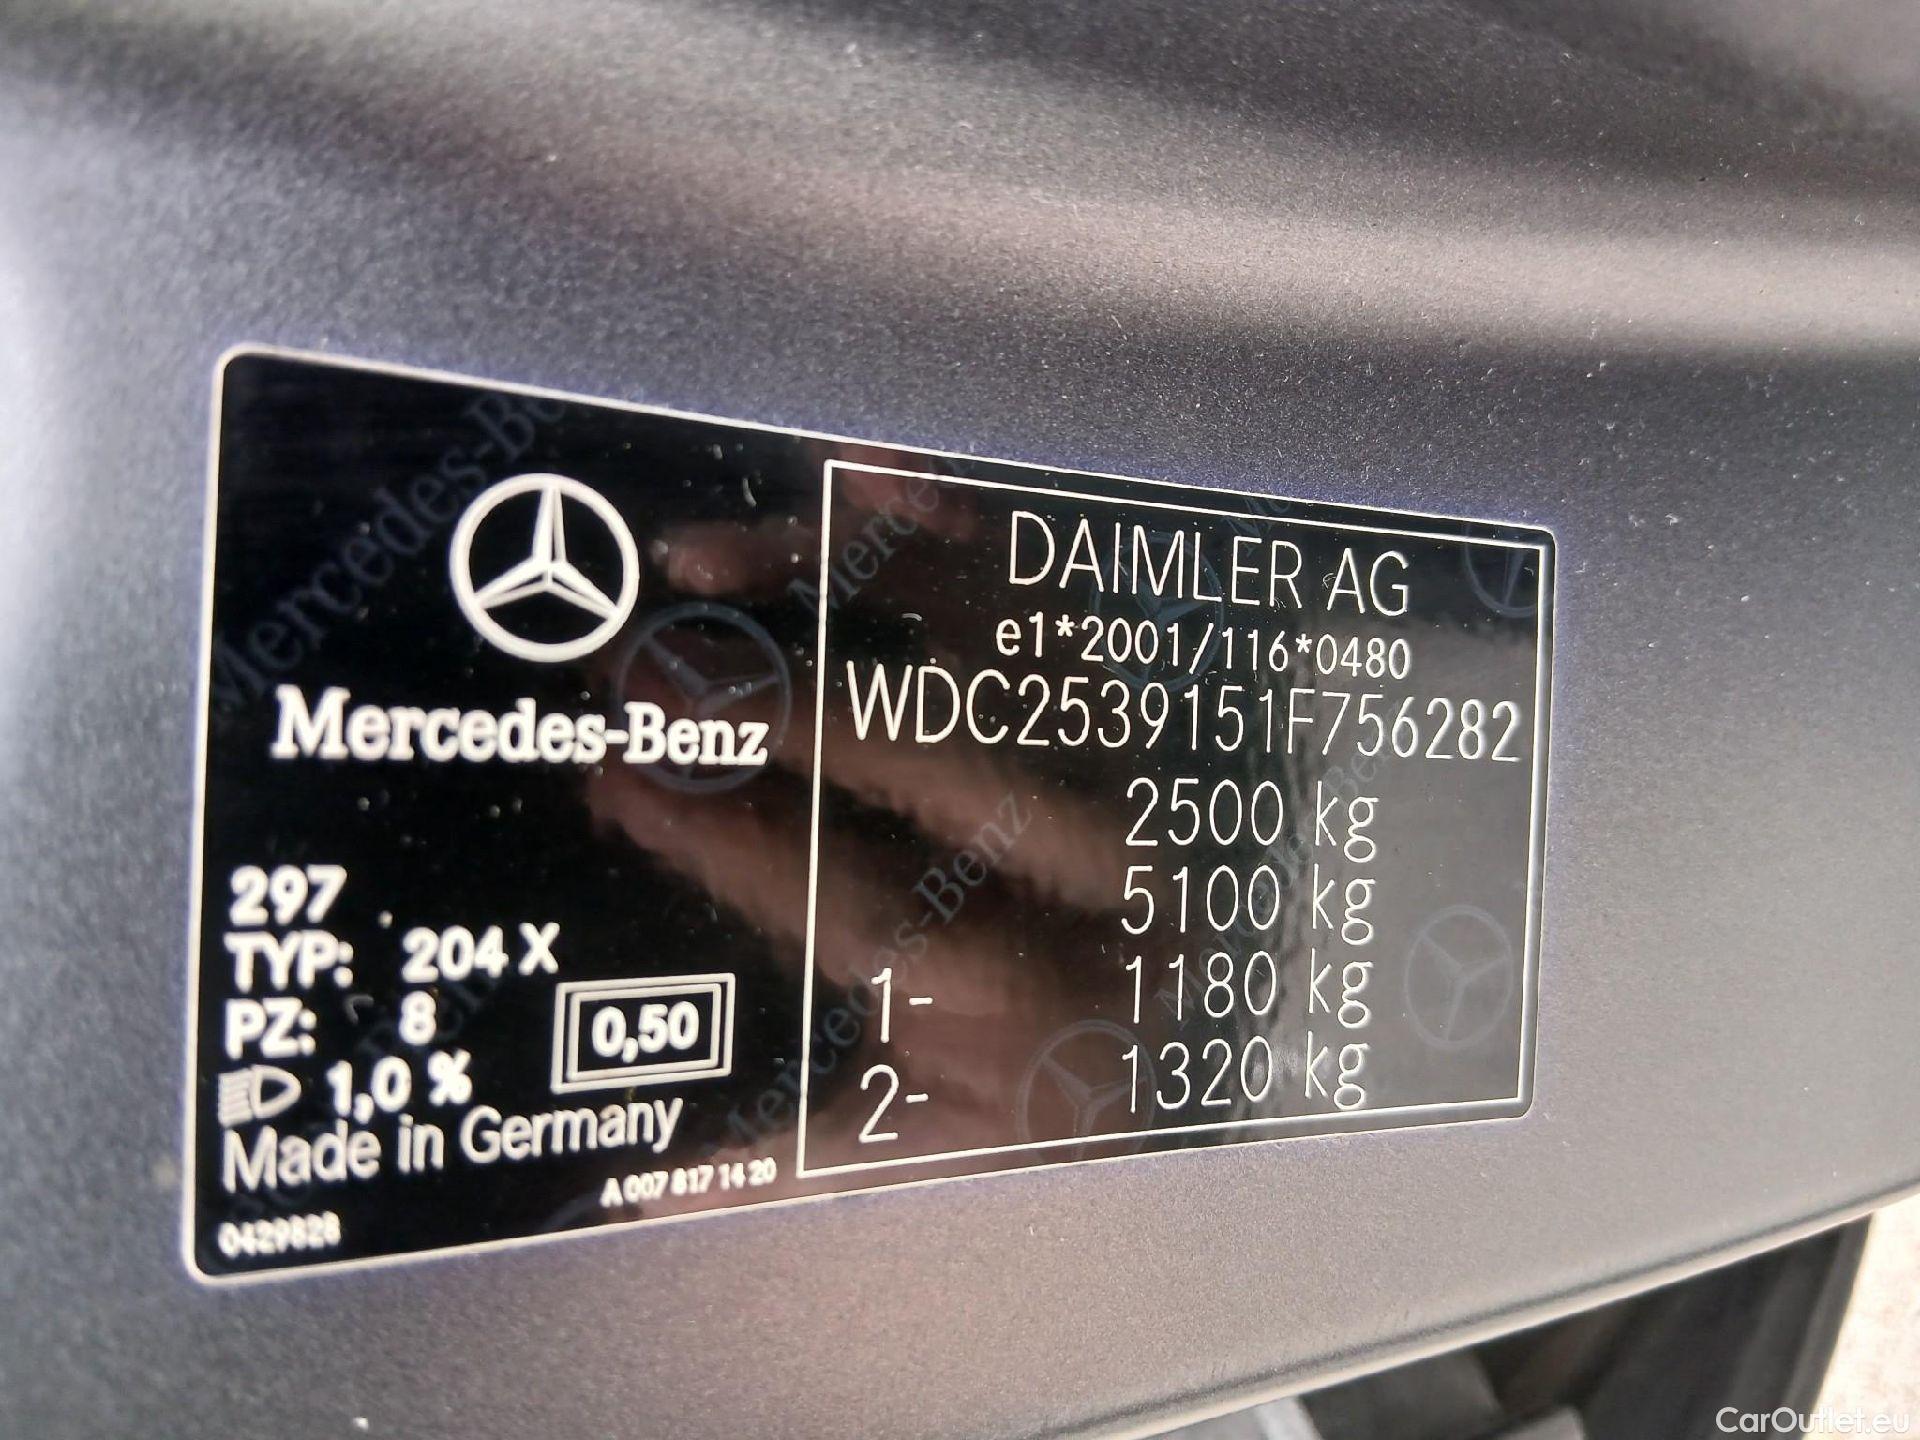 Mercedes-Benz
297
TYP: 204 X
PZ: 8
1,0 %
0,50
Made in Germany
A 007 817 14 20
0429828
DAIMLER AG
e1*2001/116*0480
WDC2539151F756282
2500 kg
5100 kg
1- 1180 kg
2- 1320 kg
CarOutlet.eu